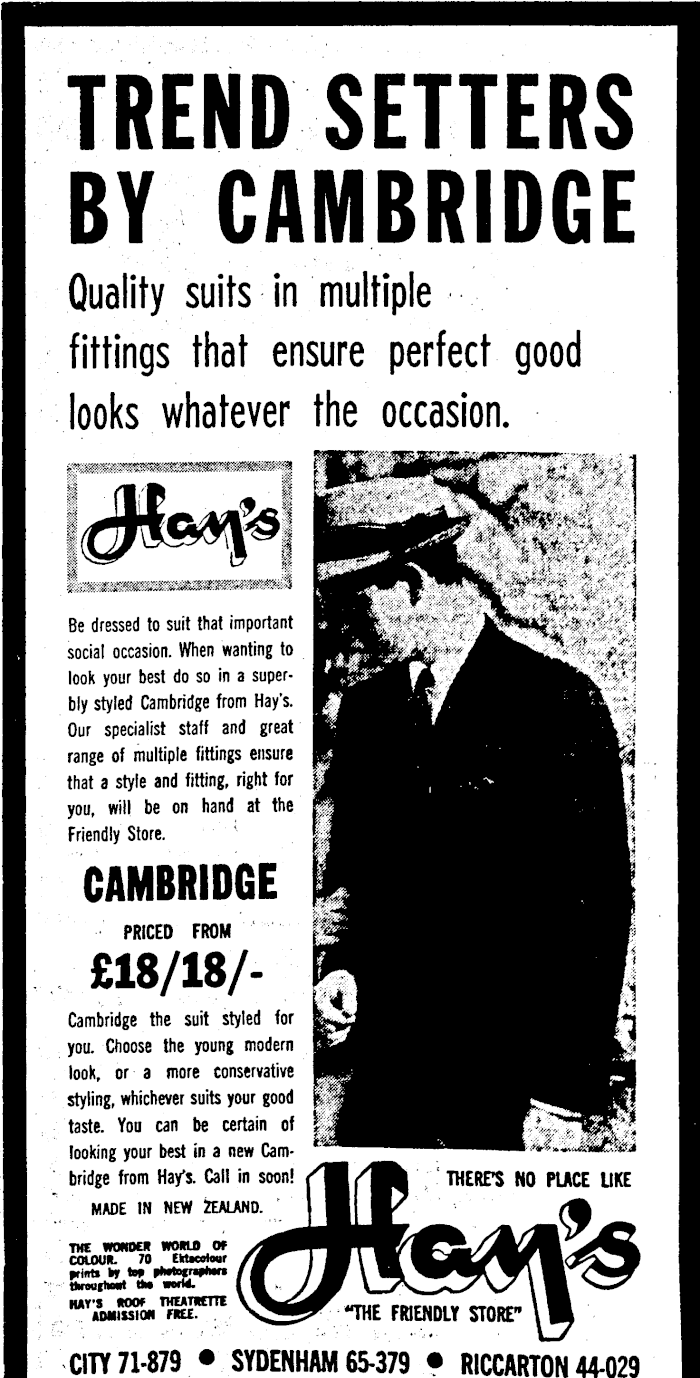 TREND SETTERS
BY CAMBRIDGE
Quality suits in multiple
fittings that ensure perfect good
looks whatever the occasion.
Hay's
Be dressed to suit that important
social occasion. When wanting to
look your best do so in a super-
bly styled Cambridge from Hay's.
Our specialist staff and great
range of multiple fittings ensure
that a style and fitting, right for
you, will be on hand at the
Friendly Store.
CAMBRIDGE
PRICED FROM
£18/18/-
Cambridge the suit styled for
you. Choose the young modern
look, or a more conservative
styling, whichever suits your good
taste. You can be certain of
looking your best in a new Cam-
bridge from Hay's. Call in soon!
MADE IN NEW ZEALAND.
THE WONDER WORLD OF
COLOUR. 70 Ektacolour
prints by top photographers
throughout the world.
HAY'S ROOF THEATRETTE
ADMISSION FREE.
THERE'S NO PLACE LIKE
Hay's
"THE FRIENDLY STORE"
CITY 71-879 ● SYDENHAM 65-379 ● RICCARTON 44-029